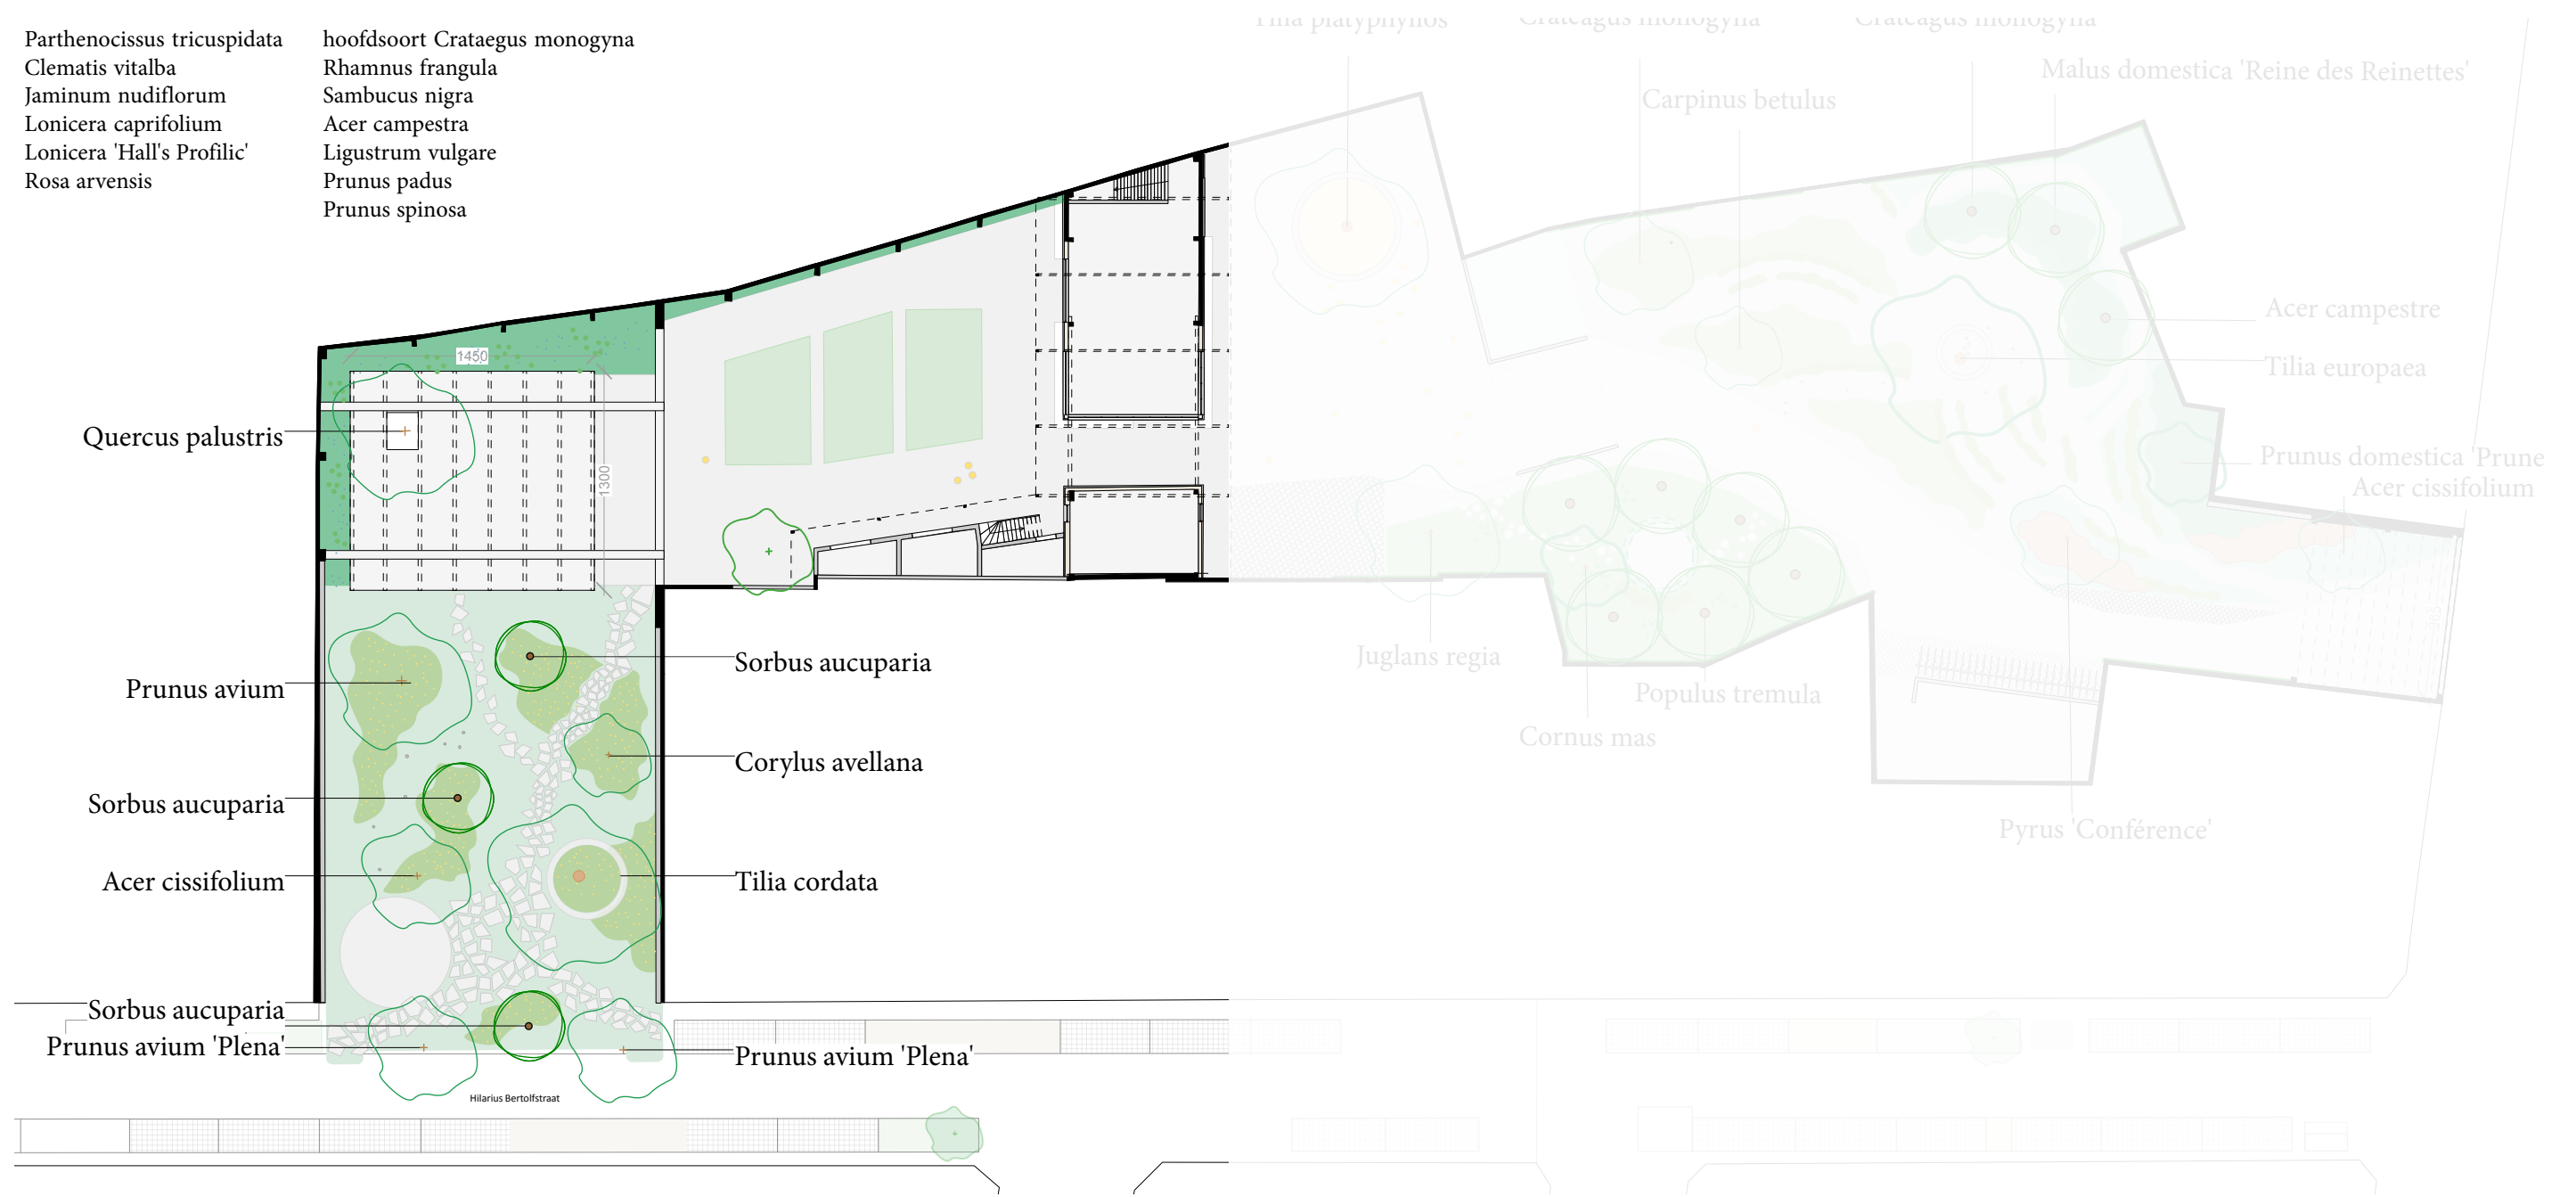 Parthenocissus tricuspidata
Clematis vitalba
Jaminum nudiflorum
Lonicera caprifolium
Lonicera 'Hall's Profilic'
Rosa arvensis
hoofdsoort Crataegus monogyna
Rhamnus frangula
Sambucus nigra
Acer campestra
Ligustrum vulgare
Prunus padus
Prunus spinosa
Tilia platyphyllos
Crataegus monogyna
Crataegus monogyna
Malus domestica 'Reine des Reinettes'
Carpinus betulus
Acer campestre
Tilia europaea
Prunus domestica 'Prune
Acer cissifolium
1450
1300
Quercus palustris
Prunus avium
Sorbus aucuparia
Acer cissifolium
Sorbus aucuparia
Prunus avium 'Plena'
Sorbus aucuparia
Corylus avellana
Tilia cordata
Prunus avium 'Plena'
Juglans regia
Populus tremula
Cornus mas
Pyrus 'Conférence'
Hilarius Bertolfstraat